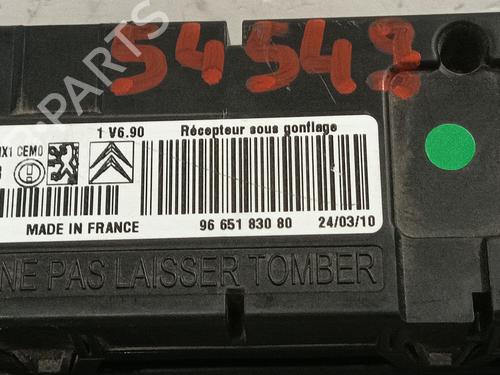 54548
1 V6.90
Récepteur sous gonflage
MADE IN FRANCE
96 651 830 80
24/03/10
NE PAS LAISSER TOMBER
PARTS